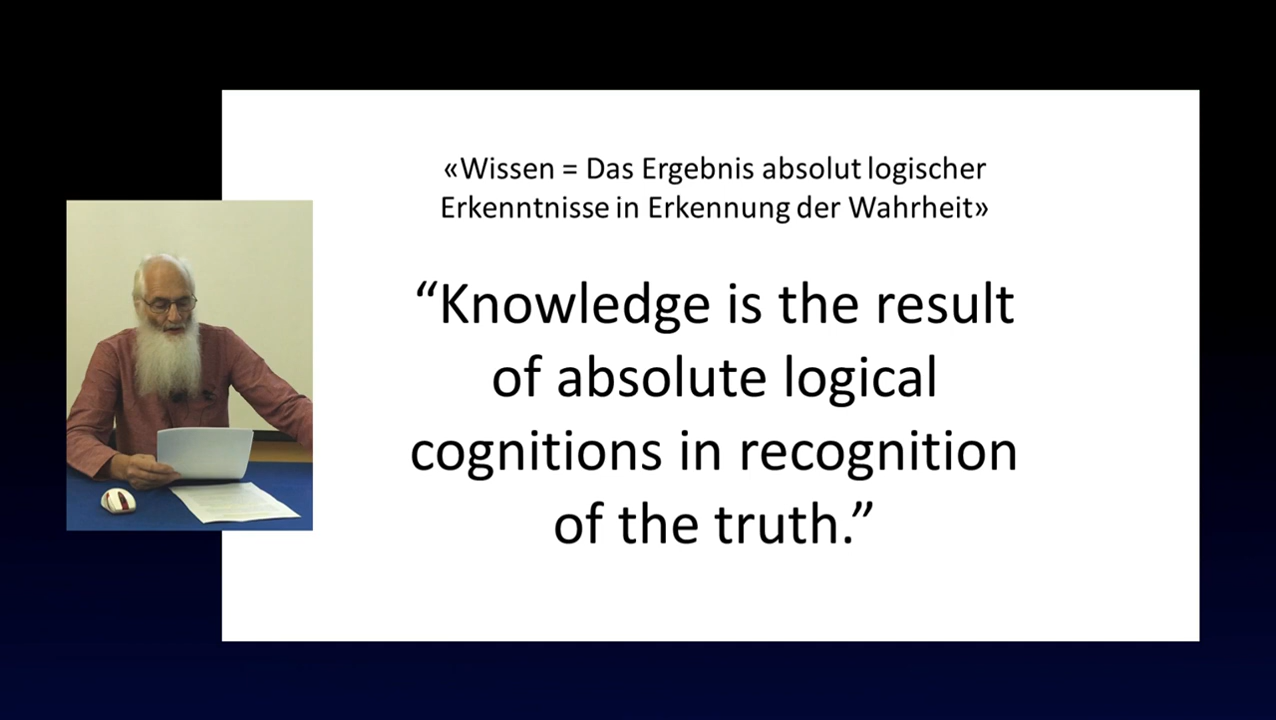 «Wissen = Das Ergebnis absolut logischer
Erkenntnisse in Erkennung der Wahrheit»
“Knowledge is the result
of absolute logical
cognitions in recognition
of the truth.”